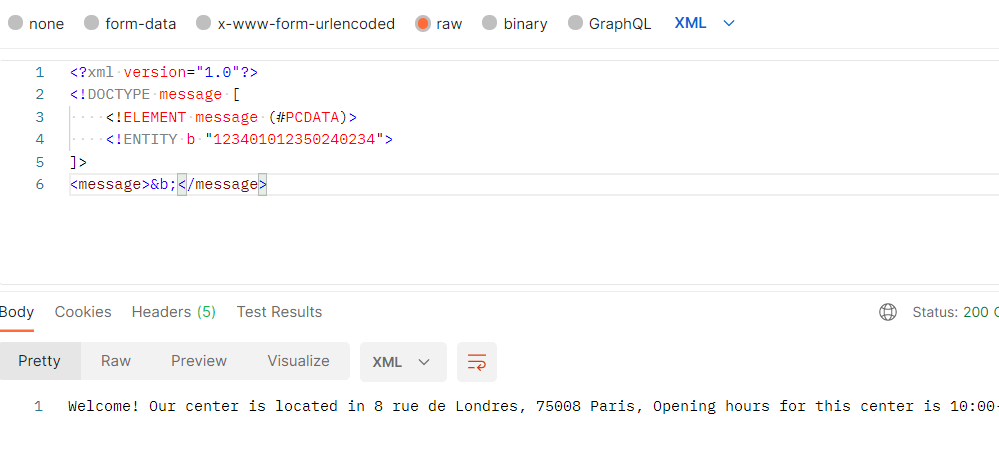 none form-data x-www-form-urlencoded raw binary GraphQL XML
1 <?xml version="1.0"?>
2 <!DOCTYPE message [
3 <!ELEMENT message (#PCDATA)>
4 <!ENTITY b "123401012350240234">
5 ]>
6 <message>&b;</message>
Body Cookies Headers (5) Test Results Status: 200
Pretty Raw Preview Visualize XML
1 Welcome! Our center is located in 8 rue de Londres, 75008 Paris, Opening hours for this center is 10:00-